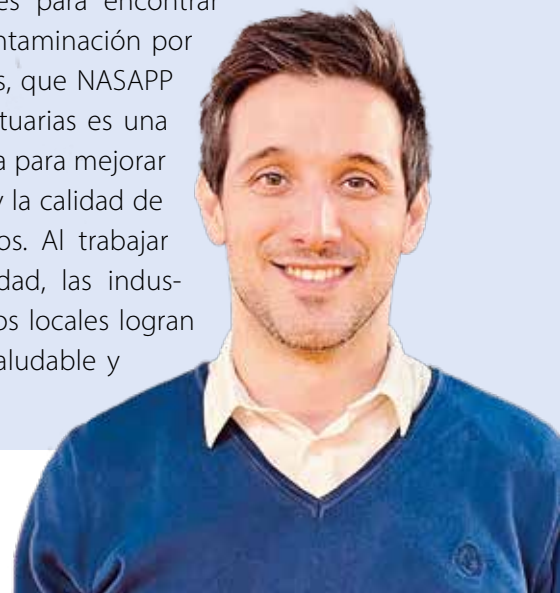 es para encontrar
ntaminación por
s, que NASAPP
tuarias es una
a para mejorar
y la calidad de
os. Al trabajar
dad, las indus-
os locales logran
aludable y